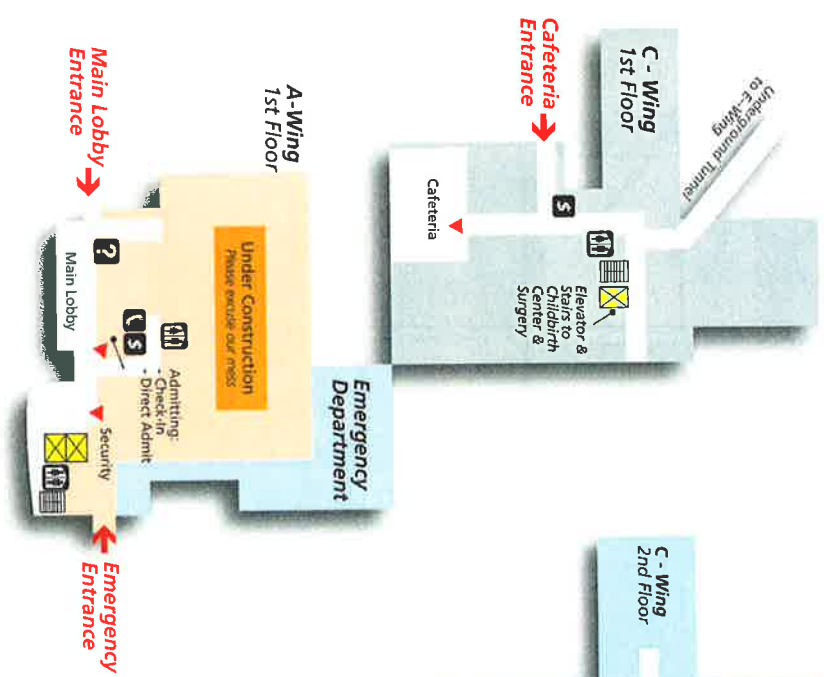 Underground Tunnel
to E-Wing
C - Wing
1st Floor
Cafeteria
Entrance
$
Cafeteria
Elevator &
Stairs to
Childbirth
Center &
Surgery
C - Wing
2nd Floor
A-Wing
1st Floor
Main Lobby
Entrance
Under Construction
Please excuse our mess
?
Main Lobby
$
Admitting:
- Check-In
- Direct Admit
Security
Emergency
Department
Emergency
Entrance